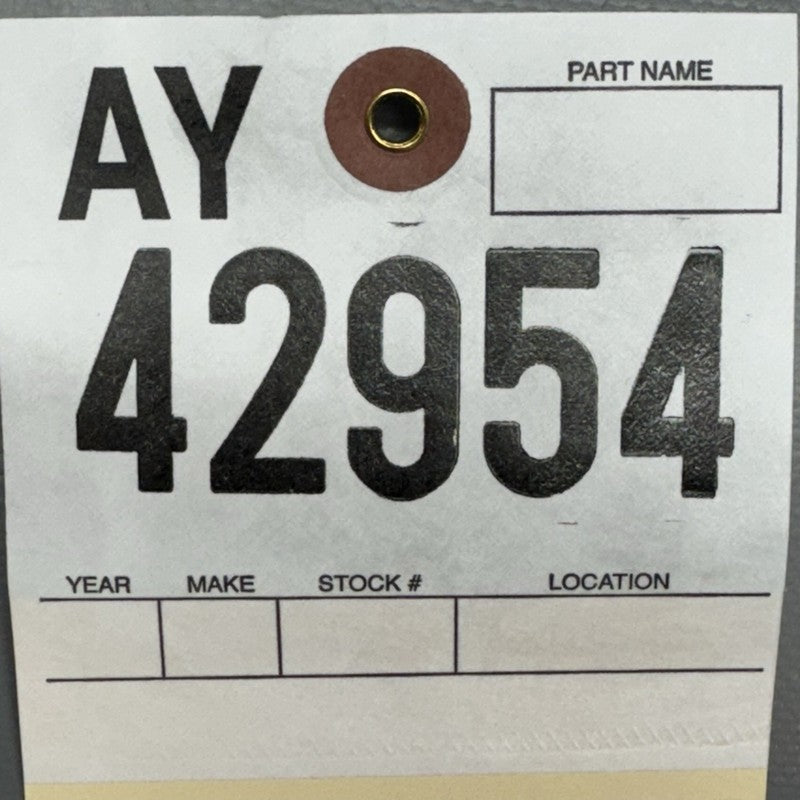 AY
PART NAME
42954
YEAR MAKE STOCK # LOCATION